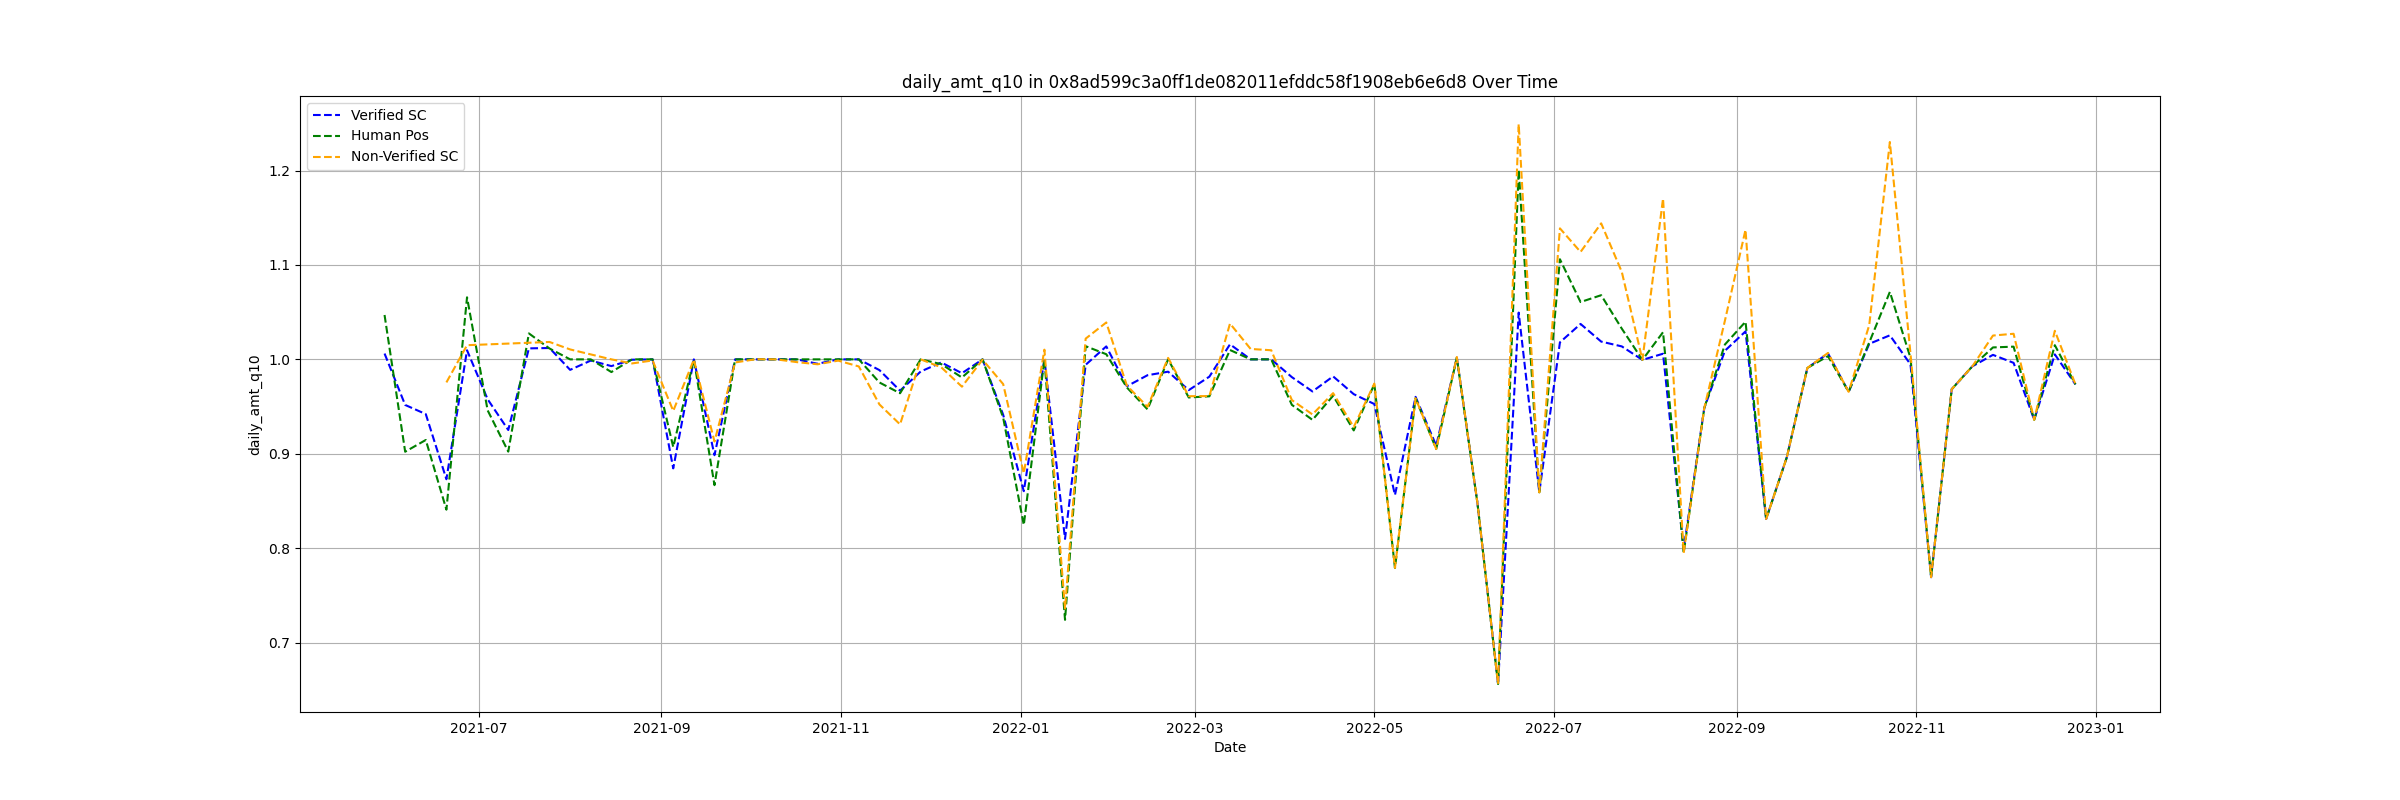 daily_amt_q10 in 0x8ad599c3a0ff1de082011efddc58f1908eb6e6d8 Over Time
Verified SC
Human Pos
Non-Verified SC
daily_amt_q10
1.2
1.1
1.0
0.9
0.8
0.7
2021-07
2021-09
2021-11
2022-01
2022-03
2022-05
2022-07
2022-09
2022-11
2023-01
Date